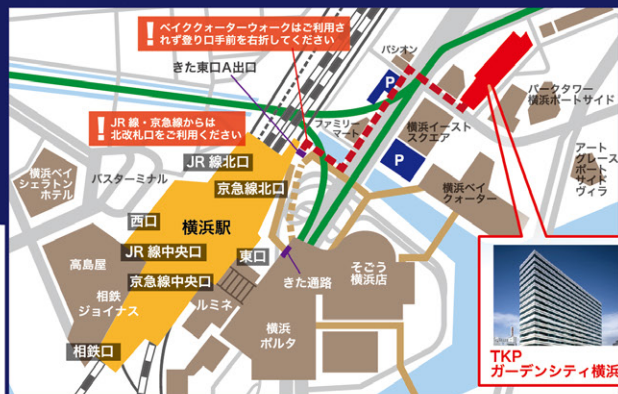 ! ベイクォーターウォークはご利用さ
れず登り口手前を右折してください
きた東口A出口
パシオン
P
パークタワー
横浜ポートサイド
! JR 線・京急線からは
北改札口をご利用ください
ファミリー
マート
横浜イースト
スクエア
P
アート
グレース
ポート
サイド
ヴィラ
JR 線北口
京急線北口
横浜ベイ
シェラトン
ホテル
バスターミナル
横浜ベイ
クォーター
西口
横浜駅
JR 線中央口
東口
京急線中央口
きた通路
そごう
横浜店
高島屋
相鉄
ジョイナス
ルミネ
横浜
ポルタ
相鉄口
TKP
ガーデンシティ横浜